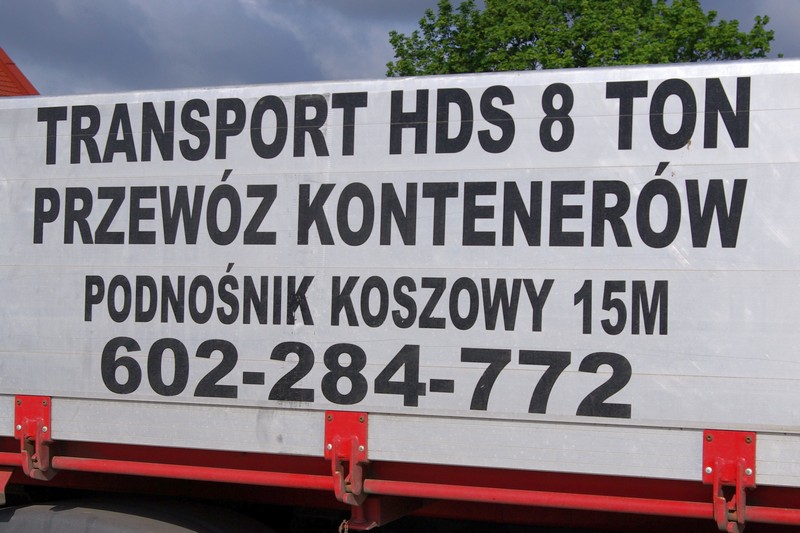 TRANSPORT HDS 8 TON
PRZEWÓZ KONTENERÓW
PODNOŚNIK KOSZOWY 15M
602-284-772